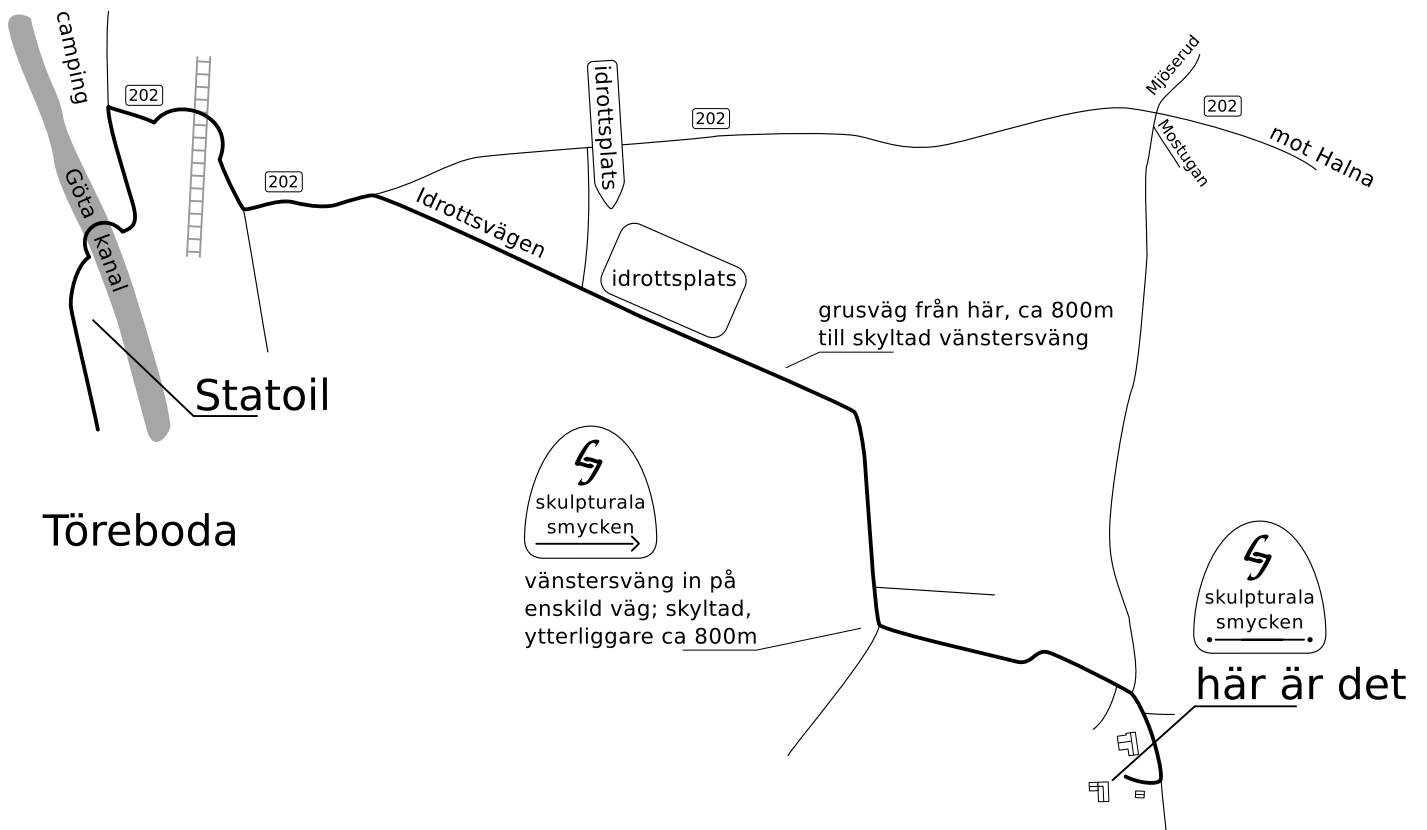 camping
202
Göta
kanal
202
Idrottsvägen
idrottsplats
202
idrottsplats
Mjöserud
202
Mostugan
mot Halna
grusväg från här, ca 800m
till skyltad vänstersväng
Statoil
Töreboda
skulpturala
smycken
vänstersväng in på
enskild väg; skyltad,
ytterliggare ca 800m
skulpturala
smycken
här är det